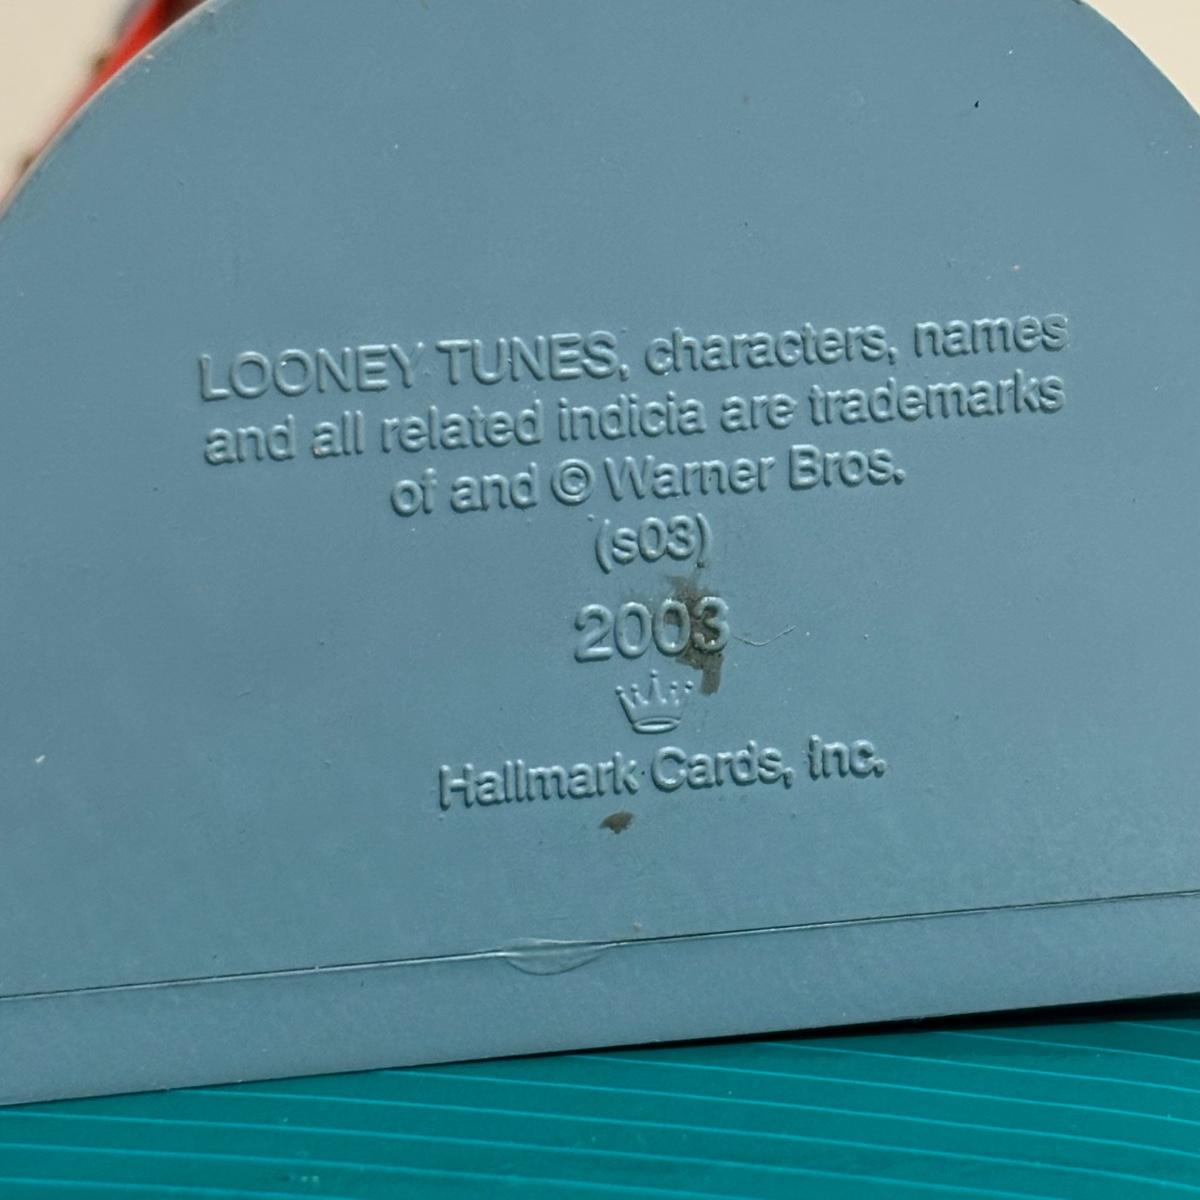 LOONEY TUNES, characters, names
and all related indicia are trademarks
of and © Warner Bros.
(s03)
2003
Hallmark Cards, Inc.